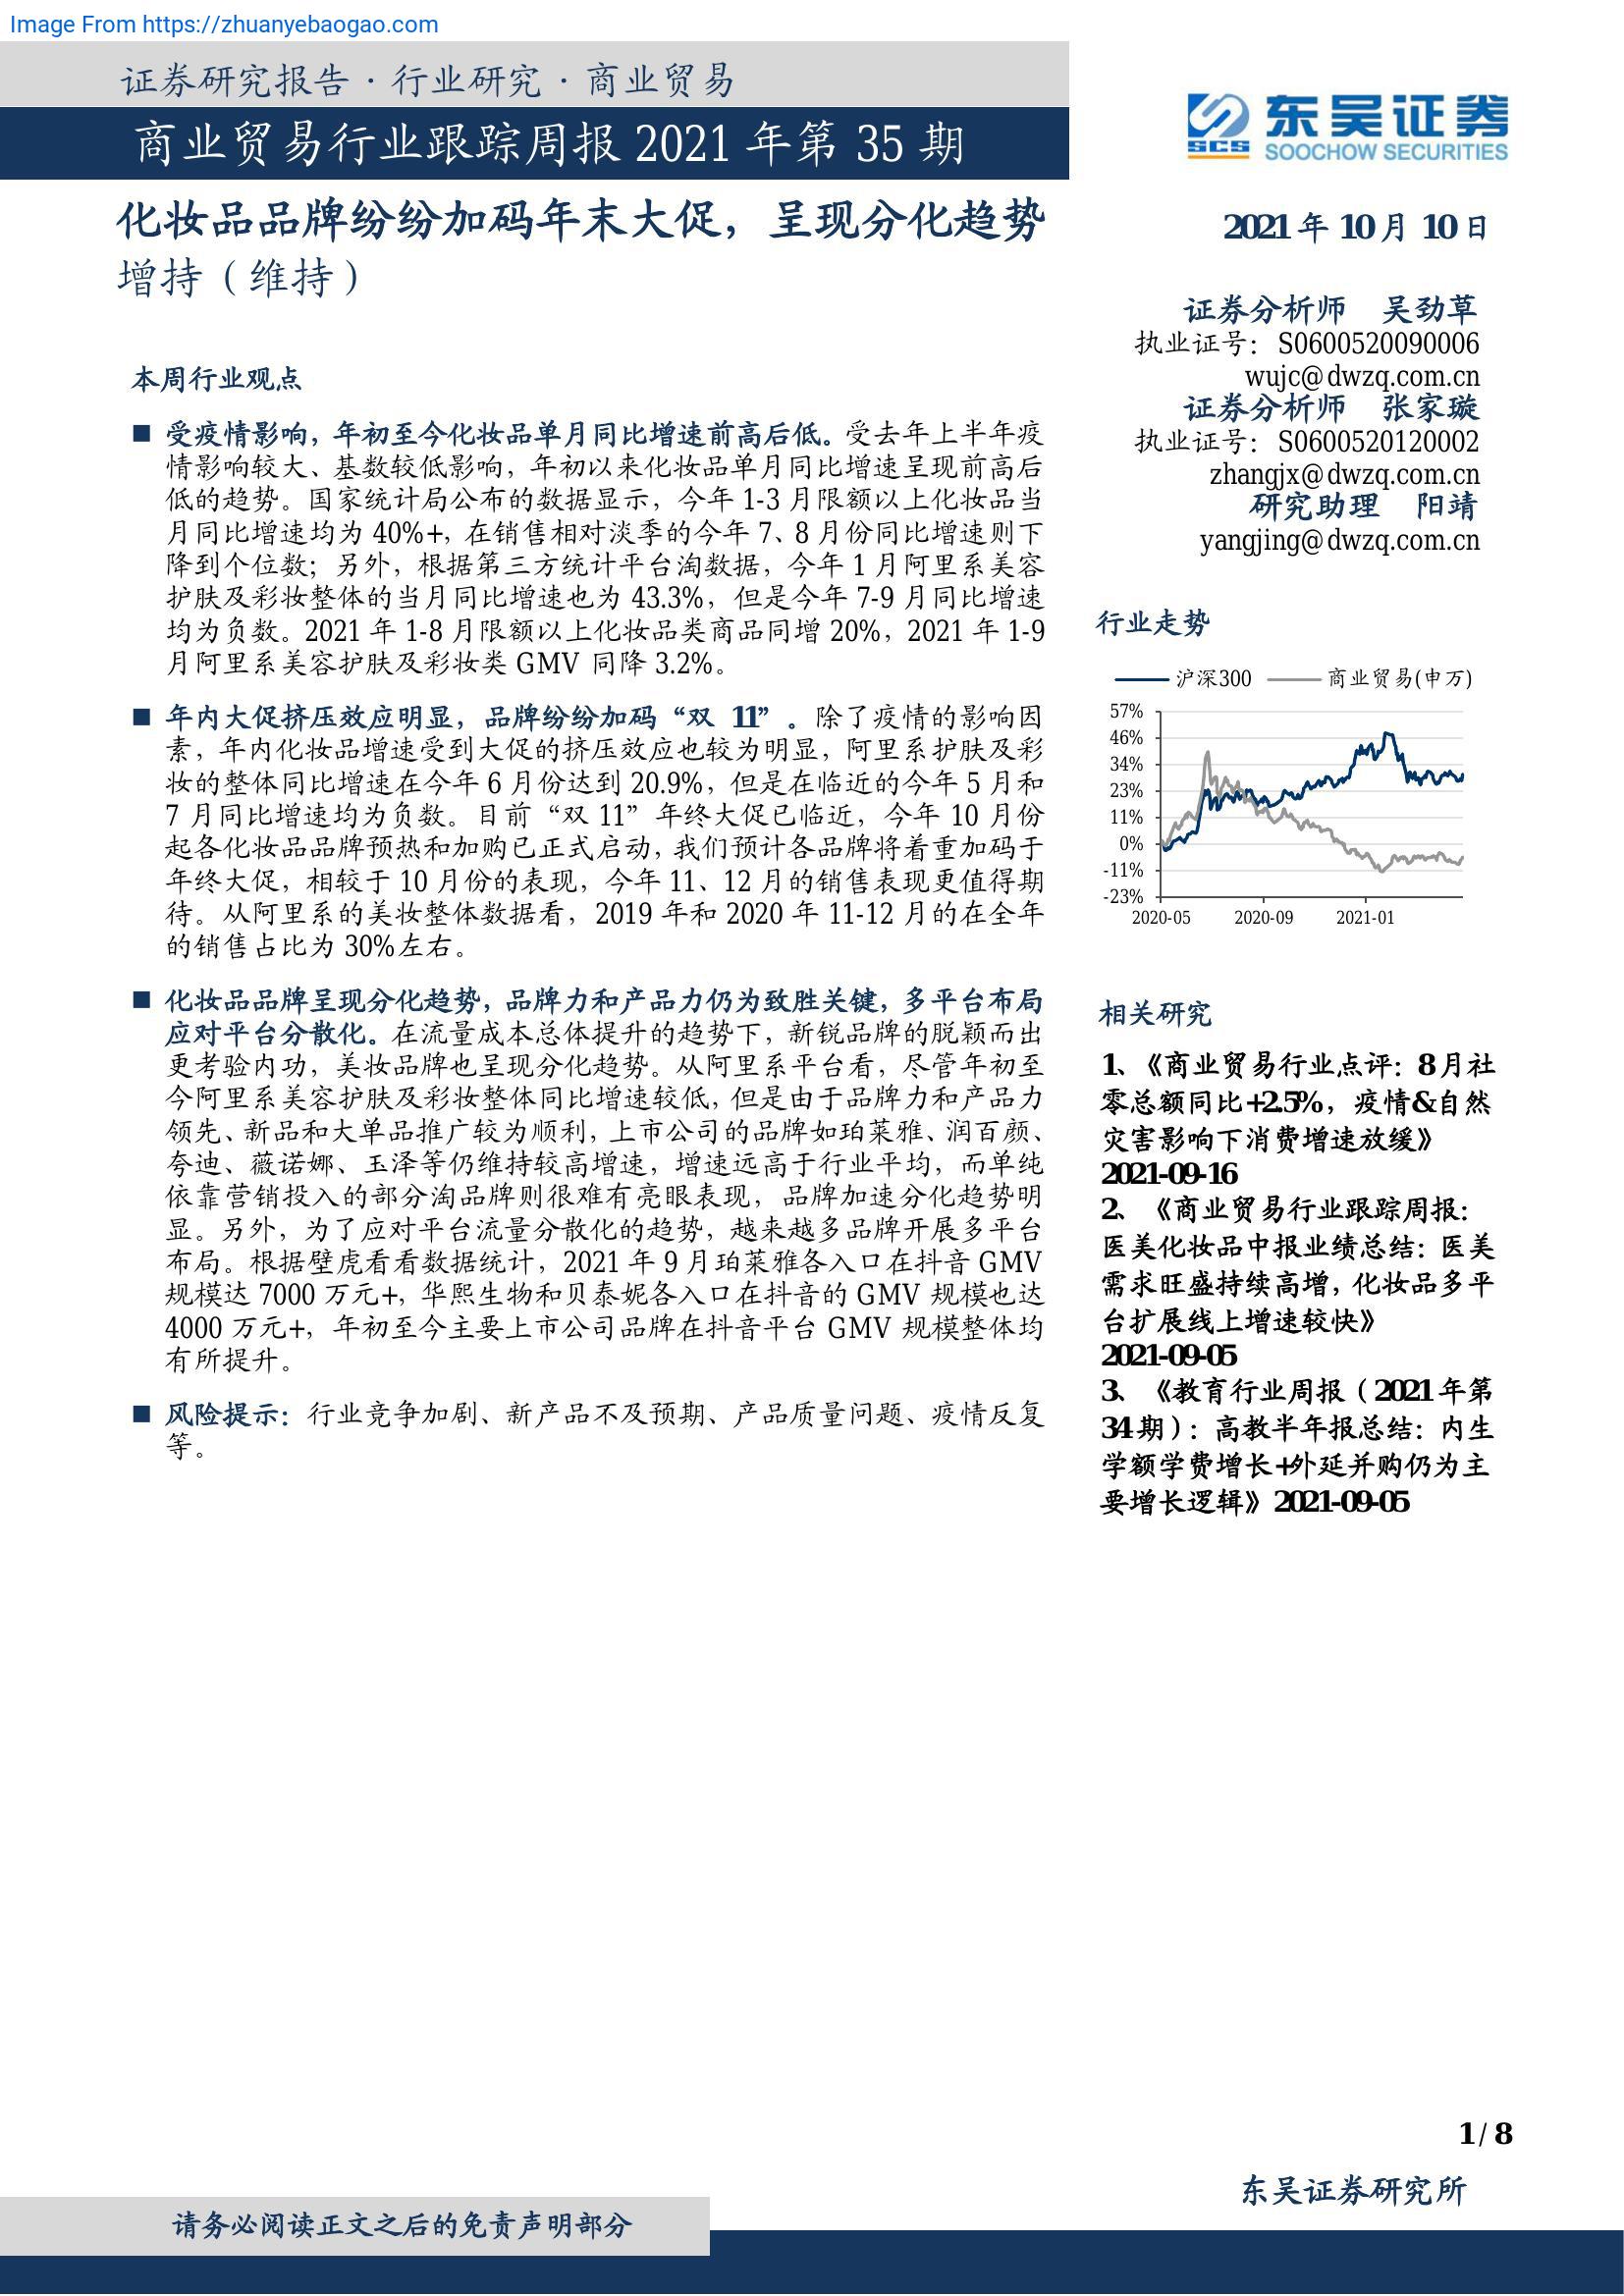 Image From https://zhuanyebaogao.com
证券研究报告·行业研究·商业贸易
商业贸易行业跟踪周报 2021 年第 35 期
化妆品品牌纷纷加码年末大促，呈现分化趋势
增持（维持）
本周行业观点
■ 受疫情影响，年初至今化妆品单月同比增速前高后低。受去年上半年疫
情影响较大、基数较低影响，年初以来化妆品单月同比增速呈现前高后
低的趋势。国家统计局公布的数据显示，今年 1-3 月限额以上化妆品当
月同比增速均为 40%+，在销售相对淡季的今年 7、8 月份同比增速则下
降到个位数；另外，根据第三方统计平台淘数据，今年 1 月阿里系美容
护肤及彩妆整体的当月同比增速也为 43.3%，但是今年 7-9 月同比增速
均为负数。2021 年 1-8 月限额以上化妆品类商品同增 20%，2021 年 1-9
月阿里系美容护肤及彩妆类 GMV 同降 3.2%。
■ 年内大促挤压效应明显，品牌纷纷加码“双 11”。除了疫情的影响因
素，年内化妆品增速受到大促的挤压效应也较为明显，阿里系护肤及彩
妆的整体同比增速在今年 6 月份达到 20.9%，但是在临近的今年 5 月和
7 月同比增速均为负数。目前“双 11”年终大促已临近，今年 10 月份
起各化妆品品牌预热和加购已正式启动，我们预计各品牌将着重加码于
年终大促，相较于 10 月份的表现，今年 11、12 月的销售表现更值得期
待。从阿里系的美妆整体数据看，2019 年和 2020 年 11-12 月的在全年
的销售占比为 30%左右。
■ 化妆品品牌呈现分化趋势，品牌力和产品力仍为致胜关键，多平台布局
应对平台分散化。在流量成本总体提升的趋势下，新锐品牌的脱颖而出
更考验内功，美妆品牌也呈现分化趋势。从阿里系平台看，尽管年初至
今阿里系美容护肤及彩妆整体同比增速较低，但是由于品牌力和产品力
领先、新品和大单品推广较为顺利，上市公司的品牌如珀莱雅、润百颜、
夸迪、薇诺娜、玉泽等仍维持较高增速，增速远高于行业平均，而单纯
依靠营销投入的部分淘品牌则很难有亮眼表现，品牌加速分化趋势明
显。另外，为了应对平台流量分散化的趋势，越来越多品牌开展多平台
布局。根据壁虎看看数据统计，2021 年 9 月珀莱雅各入口在抖音 GMV
规模达 7000 万元+，华熙生物和贝泰妮各入口在抖音的 GMV 规模也达
4000 万元+，年初至今主要上市公司品牌在抖音平台 GMV 规模整体均
有所提升。
■ 风险提示：行业竞争加剧、新产品不及预期、产品质量问题、疫情反复
等。
SCS 东吴证券
SOOCHOW SECURITIES
2021 年 10 月 10 日
证券分析师 吴劲草
执业证号：S0600520090006
wujc@dwzq.com.cn
证券分析师 张家璇
执业证号：S0600520120002
zhangjx@dwzq.com.cn
研究助理 阳靖
yangjing@dwzq.com.cn
行业走势
沪深300 商业贸易(申万)
57%
46%
34%
23%
11%
0%
-11%
-23%
2020-05 2020-09 2021-01
相关研究
1、《商业贸易行业点评：8 月社
零总额同比+2.5%，疫情&自然
灾害影响下消费增速放缓》
2021-09-16
2、《商业贸易行业跟踪周报：
医美化妆品中报业绩总结：医美
需求旺盛持续高增，化妆品多平
台扩展线上增速较快》
2021-09-05
3、《教育行业周报（2021 年第
34 期）：高教半年报总结：内生
学额学费增长+外延并购仍为主
要增长逻辑》2021-09-05
1 / 8
东吴证券研究所
请务必阅读正文之后的免责声明部分